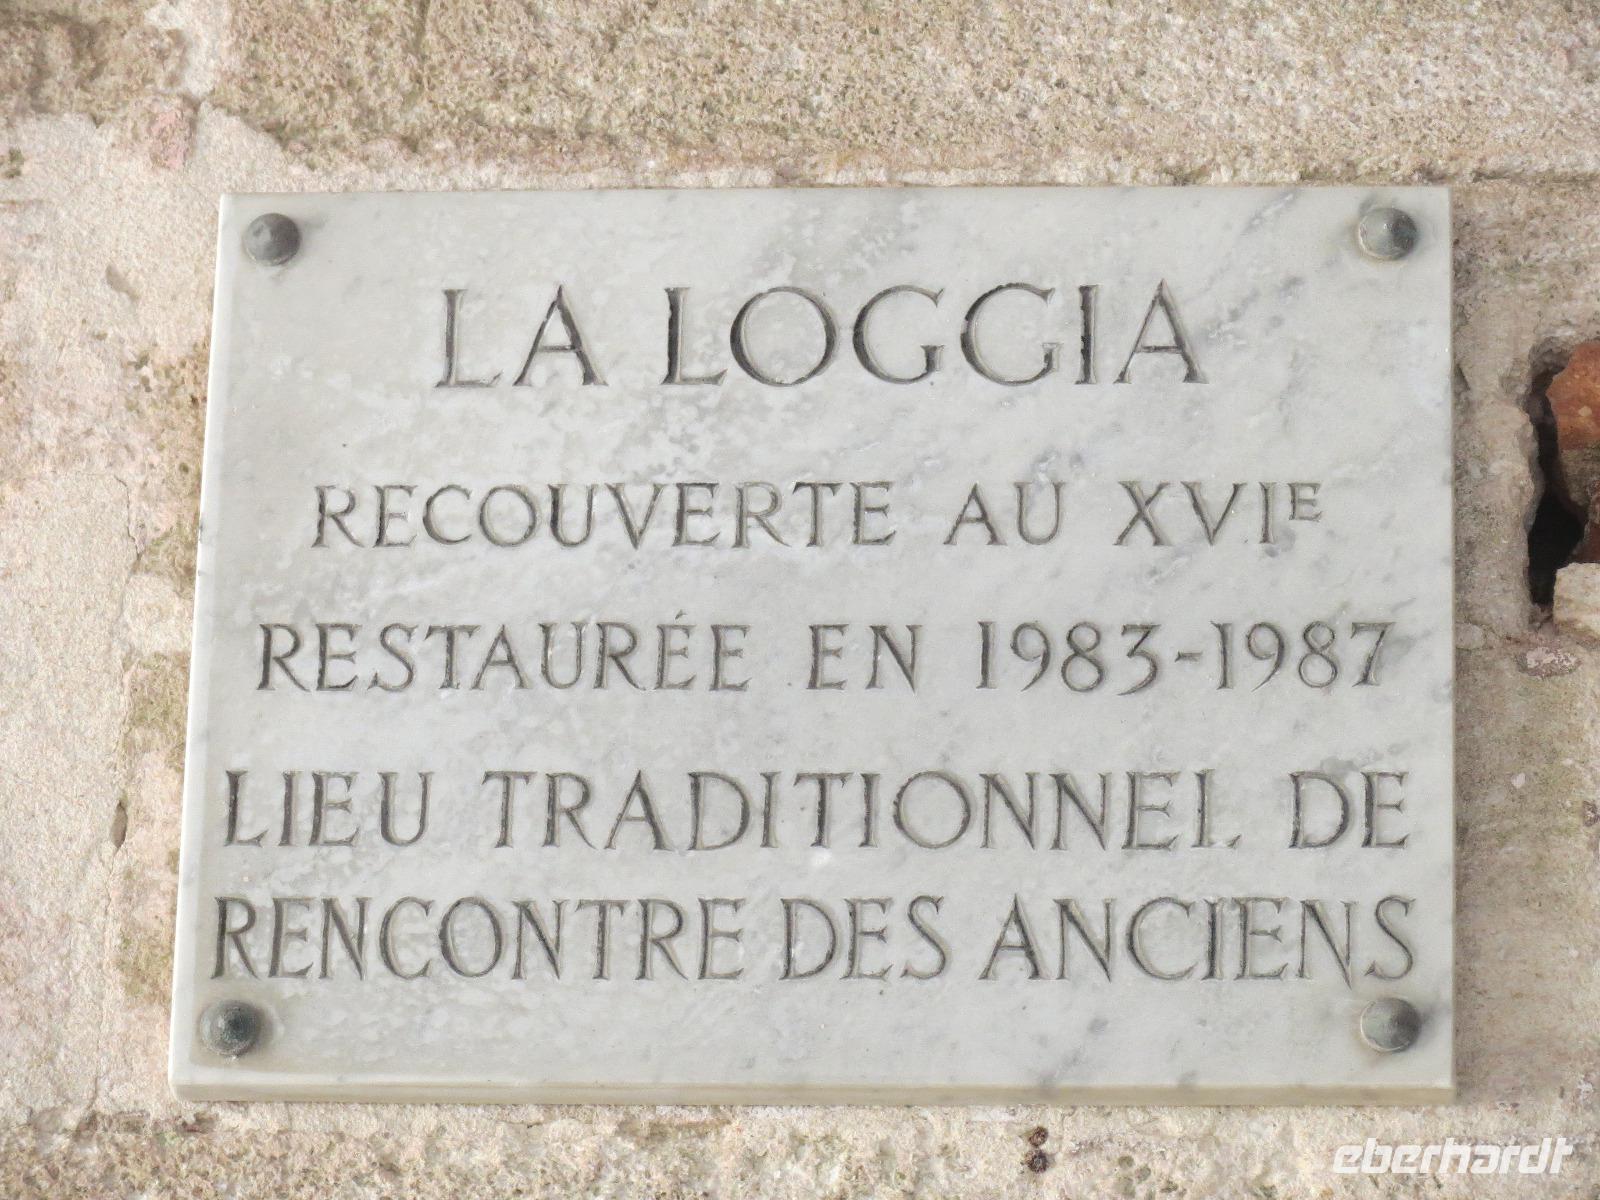 LA LOGGIA
RECOUVERTE AU XVIE
RESTAURÉE EN 1983-1987
LIEU TRADITIONNEL DE
RENCONTRE DES ANCIENS
eberhardt